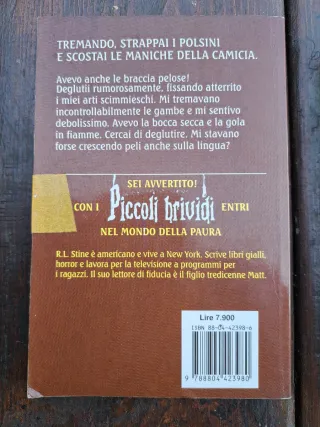 TREMANDO, STRAPPAI I POLSINI
E SCOSTAI LE MANICHE DELLA CAMICIA.
Avevo anche le braccia pelose!
Deglutii rumorosamente, fissando atterrito
i miei arti scimmieschi. Mi tremavano
incontrollabilmente le gambe e mi sentivo
debolissimo. Avevo la bocca secca e la gola
in fiamme. Cercai di deglutire. Mi stavano
forse crescendo peli anche sulla lingua?
SEI AVVERTITO!
CON I Piccoli brividi ENTRI
NEL MONDO DELLA PAURA
R.L. Stine è americano e vive a New York. Scrive libri gialli,
horror e lavora per la televisione a programmi per
i ragazzi. Il suo lettore di fiducia è il figlio tredicenne Matt.
Lire 7.900
ISBN 88-04-42398-6
9 788804 423980